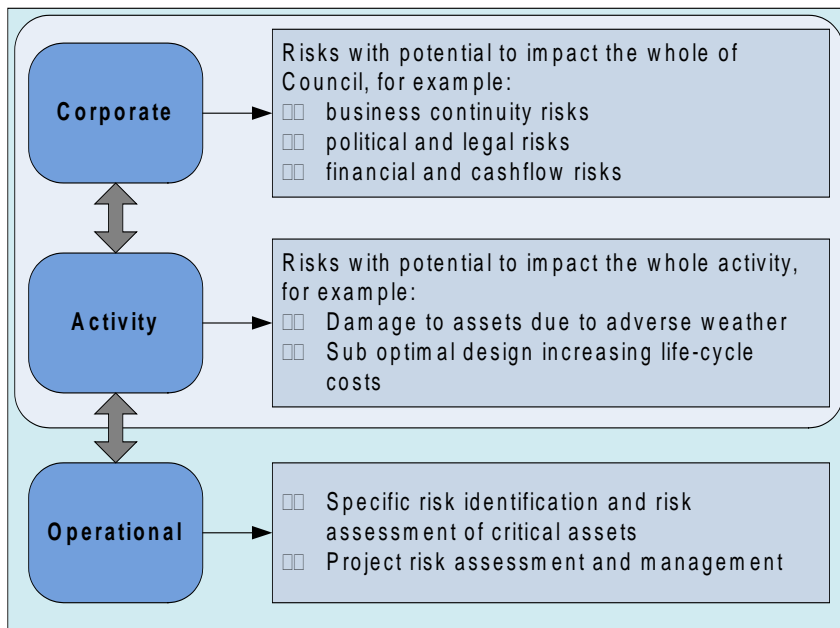 Corporate
Risks with potential to impact the whole of
Council, for example:
business continuity risks
political and legal risks
financial and cashflow risks
Activity
Risks with potential to impact the whole activity,
for example:
Damage to assets due to adverse weather
Sub optimal design increasing life-cycle
costs
Operational
Specific risk identification and risk
assessment of critical assets
Project risk assessment and management